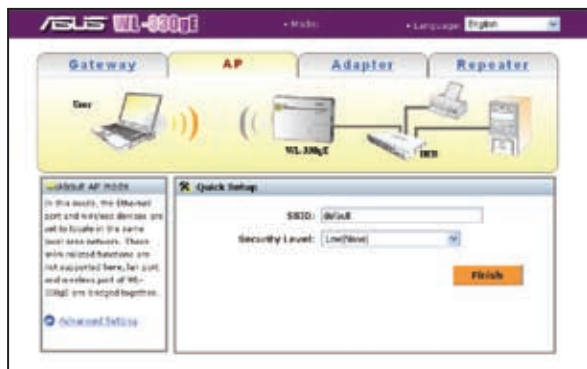 ASUS WL-330gE
• Mode:
• Language: English
Gateway
AP
Adapter
Repeater
User
WL-330gE
HUB
About AP mode
In this mode, the Ethernet
port and wireless devices are
set to locate in the same
local area network. Those
WAN related functions are
not supported here, for port
and wireless port of WL-
330gE are bridged together.
Advanced Setting
Quick Setup
SSID: default
Security Level: Low(None)
Finish